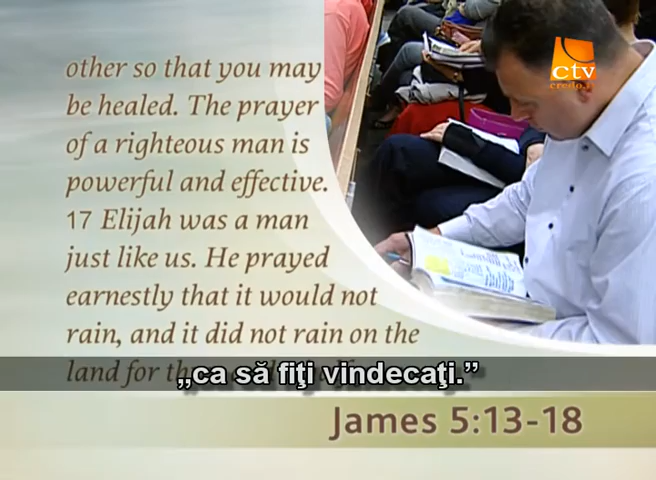 other so that you may
be healed. The prayer
of a righteous man is
powerful and effective.
17 Elijah was a man
just like us. He prayed
earnestly that it would not
rain, and it did not rain on the
land for
„ca să fiţi vindecaţi.”
James 5:13-18
ctv